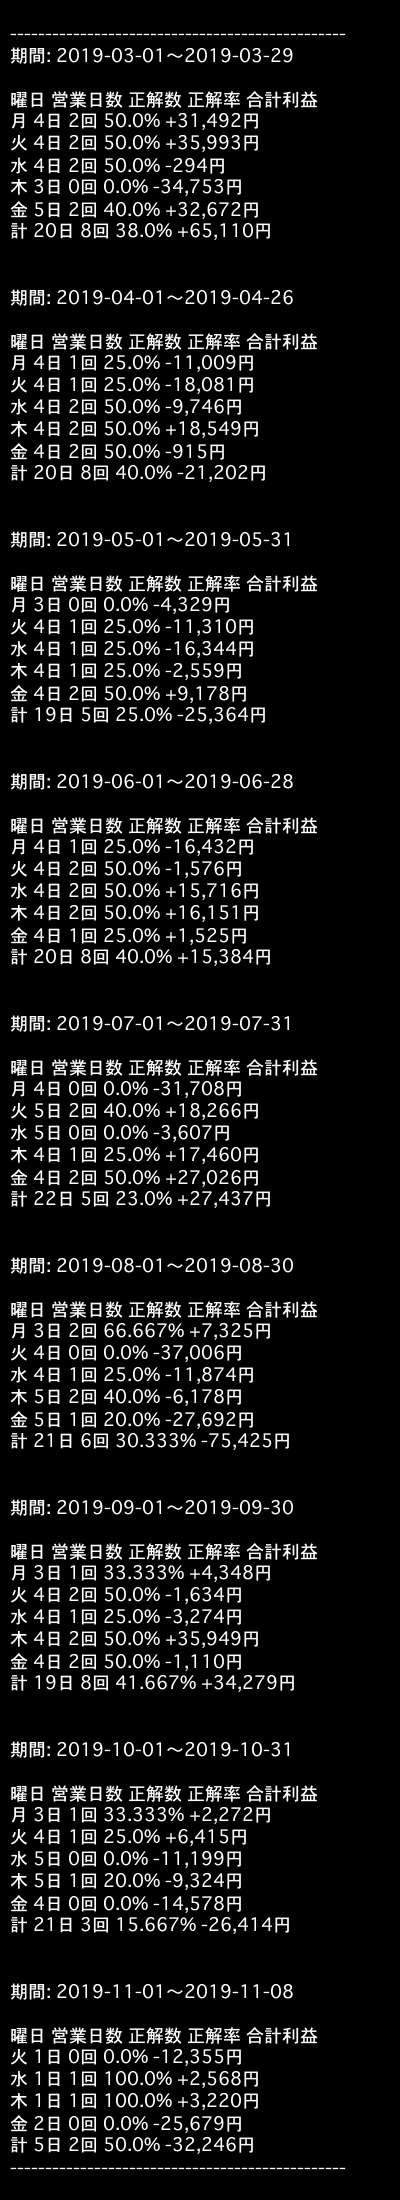 ------------------------------------------------
期間: 2019-03-01〜2019-03-29
曜日 営業日数 正解数 正解率 合計利益
月 4日 2回 50.0% +31,492円
火 4日 2回 50.0% +35,993円
水 4日 2回 50.0% -294円
木 3日 0回 0.0% -34,753円
金 5日 2回 40.0% +32,672円
計 20日 8回 38.0% +65,110円
期間: 2019-04-01〜2019-04-26
曜日 営業日数 正解数 正解率 合計利益
月 4日 1回 25.0% -11,009円
火 4日 1回 25.0% -18,081円
水 4日 2回 50.0% -9,746円
木 4日 2回 50.0% +18,549円
金 4日 2回 50.0% -915円
計 20日 8回 40.0% -21,202円
期間: 2019-05-01〜2019-05-31
曜日 営業日数 正解数 正解率 合計利益
月 3日 0回 0.0% -4,329円
火 4日 1回 25.0% -11,310円
水 4日 1回 25.0% -16,344円
木 4日 1回 25.0% -2,559円
金 4日 2回 50.0% +9,178円
計 19日 5回 25.0% -25,364円
期間: 2019-06-01〜2019-06-28
曜日 営業日数 正解数 正解率 合計利益
月 4日 1回 25.0% -16,432円
火 4日 2回 50.0% -1,576円
水 4日 2回 50.0% +15,716円
木 4日 2回 50.0% +16,151円
金 4日 1回 25.0% +1,525円
計 20日 8回 40.0% +15,384円
期間: 2019-07-01〜2019-07-31
曜日 営業日数 正解数 正解率 合計利益
月 4日 0回 0.0% -31,708円
火 5日 2回 40.0% +18,266円
水 5日 0回 0.0% -3,607円
木 4日 1回 25.0% +17,460円
金 4日 2回 50.0% +27,026円
計 22日 5回 23.0% +27,437円
期間: 2019-08-01〜2019-08-30
曜日 営業日数 正解数 正解率 合計利益
月 3日 2回 66.667% +7,325円
火 4日 0回 0.0% -37,006円
水 4日 1回 25.0% -11,874円
木 5日 2回 40.0% -6,178円
金 5日 1回 20.0% -27,692円
計 21日 6回 30.333% -75,425円
期間: 2019-09-01〜2019-09-30
曜日 営業日数 正解数 正解率 合計利益
月 3日 1回 33.333% +4,348円
火 4日 2回 50.0% -1,634円
水 4日 1回 25.0% -3,274円
木 4日 2回 50.0% +35,949円
金 4日 2回 50.0% -1,110円
計 19日 8回 41.667% +34,279円
期間: 2019-10-01〜2019-10-31
曜日 営業日数 正解数 正解率 合計利益
月 3日 1回 33.333% +2,272円
火 4日 1回 25.0% +6,415円
水 5日 0回 0.0% -11,199円
木 5日 1回 20.0% -9,324円
金 4日 0回 0.0% -14,578円
計 21日 3回 15.667% -26,414円
期間: 2019-11-01〜2019-11-08
曜日 営業日数 正解数 正解率 合計利益
火 1日 0回 0.0% -12,355円
水 1日 1回 100.0% +2,568円
木 1日 1回 100.0% +3,220円
金 2日 0回 0.0% -25,679円
計 5日 2回 50.0% -32,246円
------------------------------------------------